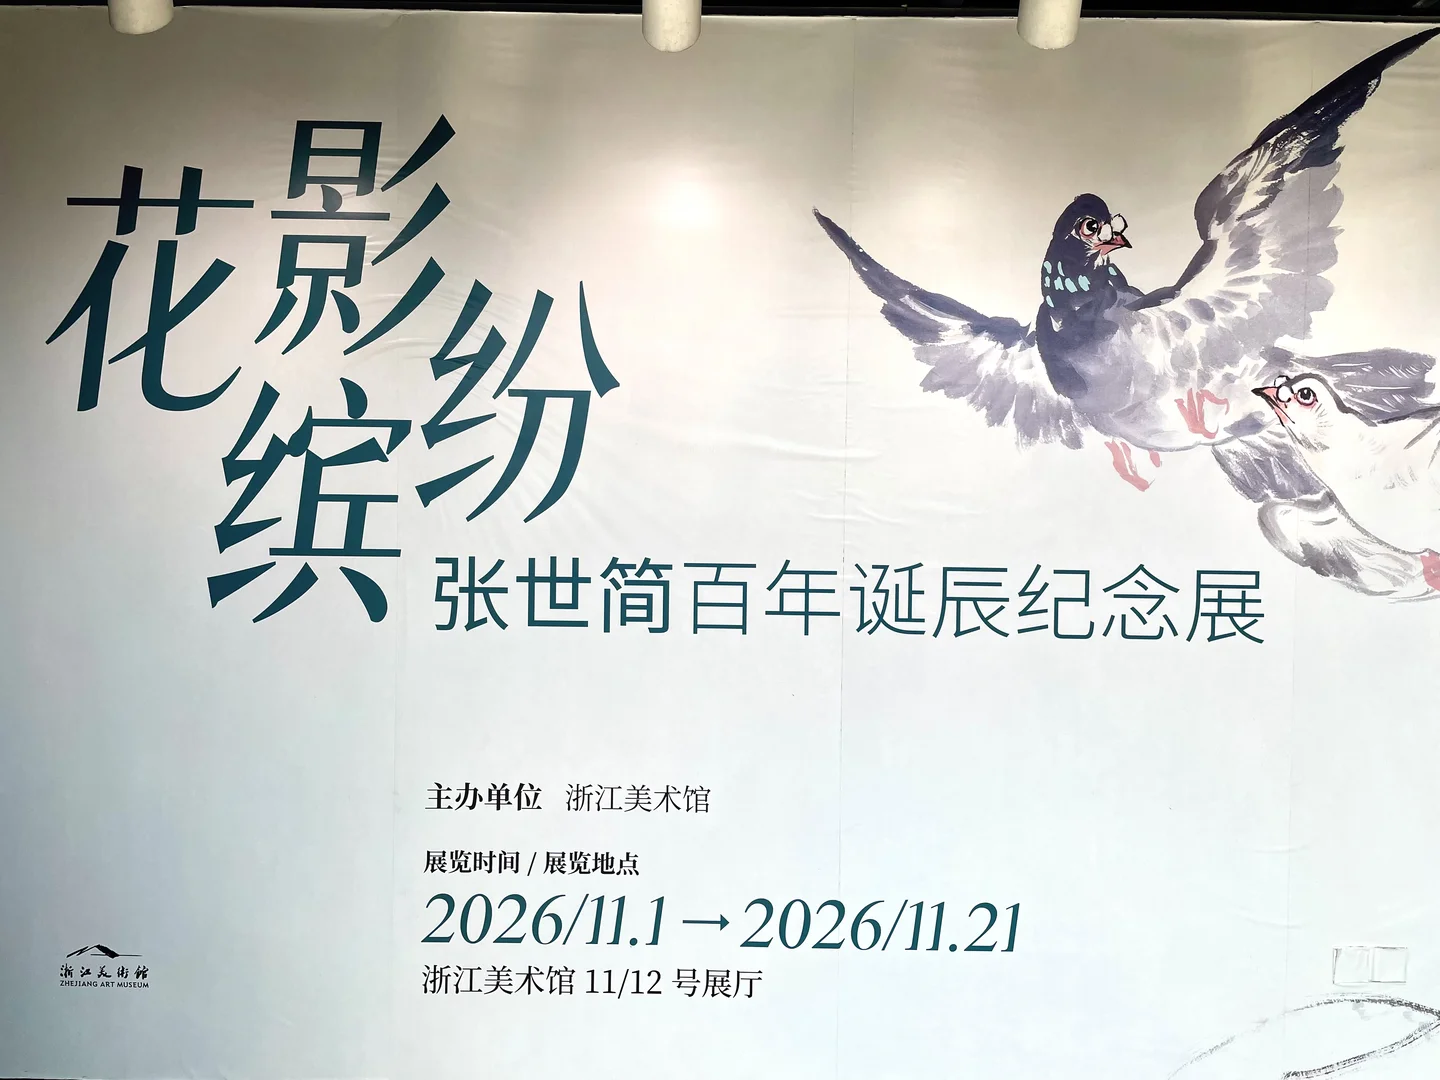 花影缤纷
张世简百年诞辰纪念展
主办单位 浙江美术馆
展览时间 / 展览地点
2026/11.1→2026/11.21
浙江美术馆 11/12 号展厅
浙江美術館
ZHEJIANG ART MUSEUM